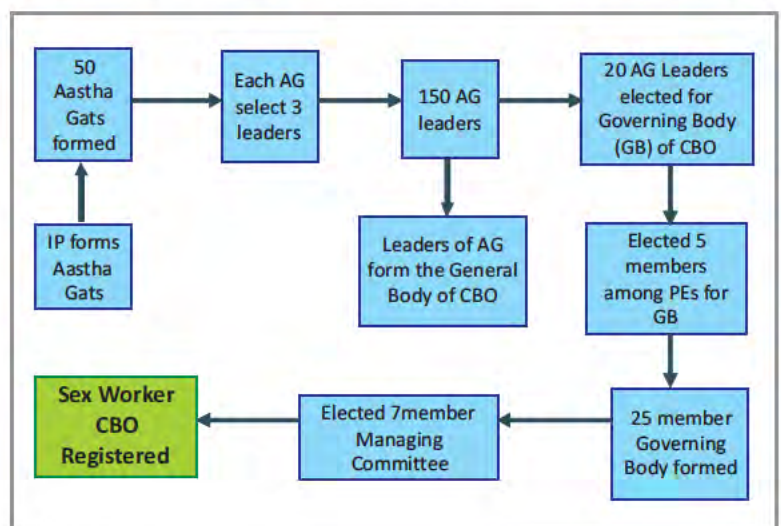 50
Aastha
Gats
formed
Each AG
select 3
leaders
150 AG
leaders
20 AG Leaders
elected for
Governing Body
(GB) of CBO
IP forms
Aastha
Gats
Leaders of AG
form the General
Body of CBO
Elected 5
members
among PEs for
GB
Sex Worker
CBO
Registered
Elected 7member
Managing
Committee
25 member
Governing
Body formed